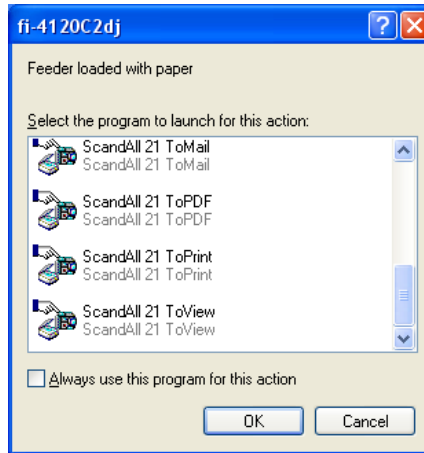 fi-4120C2dj
Feeder loaded with paper
Select the program to launch for this action:
ScandAll 21 ToMail
ScandAll 21 ToMail
ScandAll 21 ToPDF
ScandAll 21 ToPDF
ScandAll 21 ToPrint
ScandAll 21 ToPrint
ScandAll 21 ToView
ScandAll 21 ToView
Always use this program for this action
OK Cancel